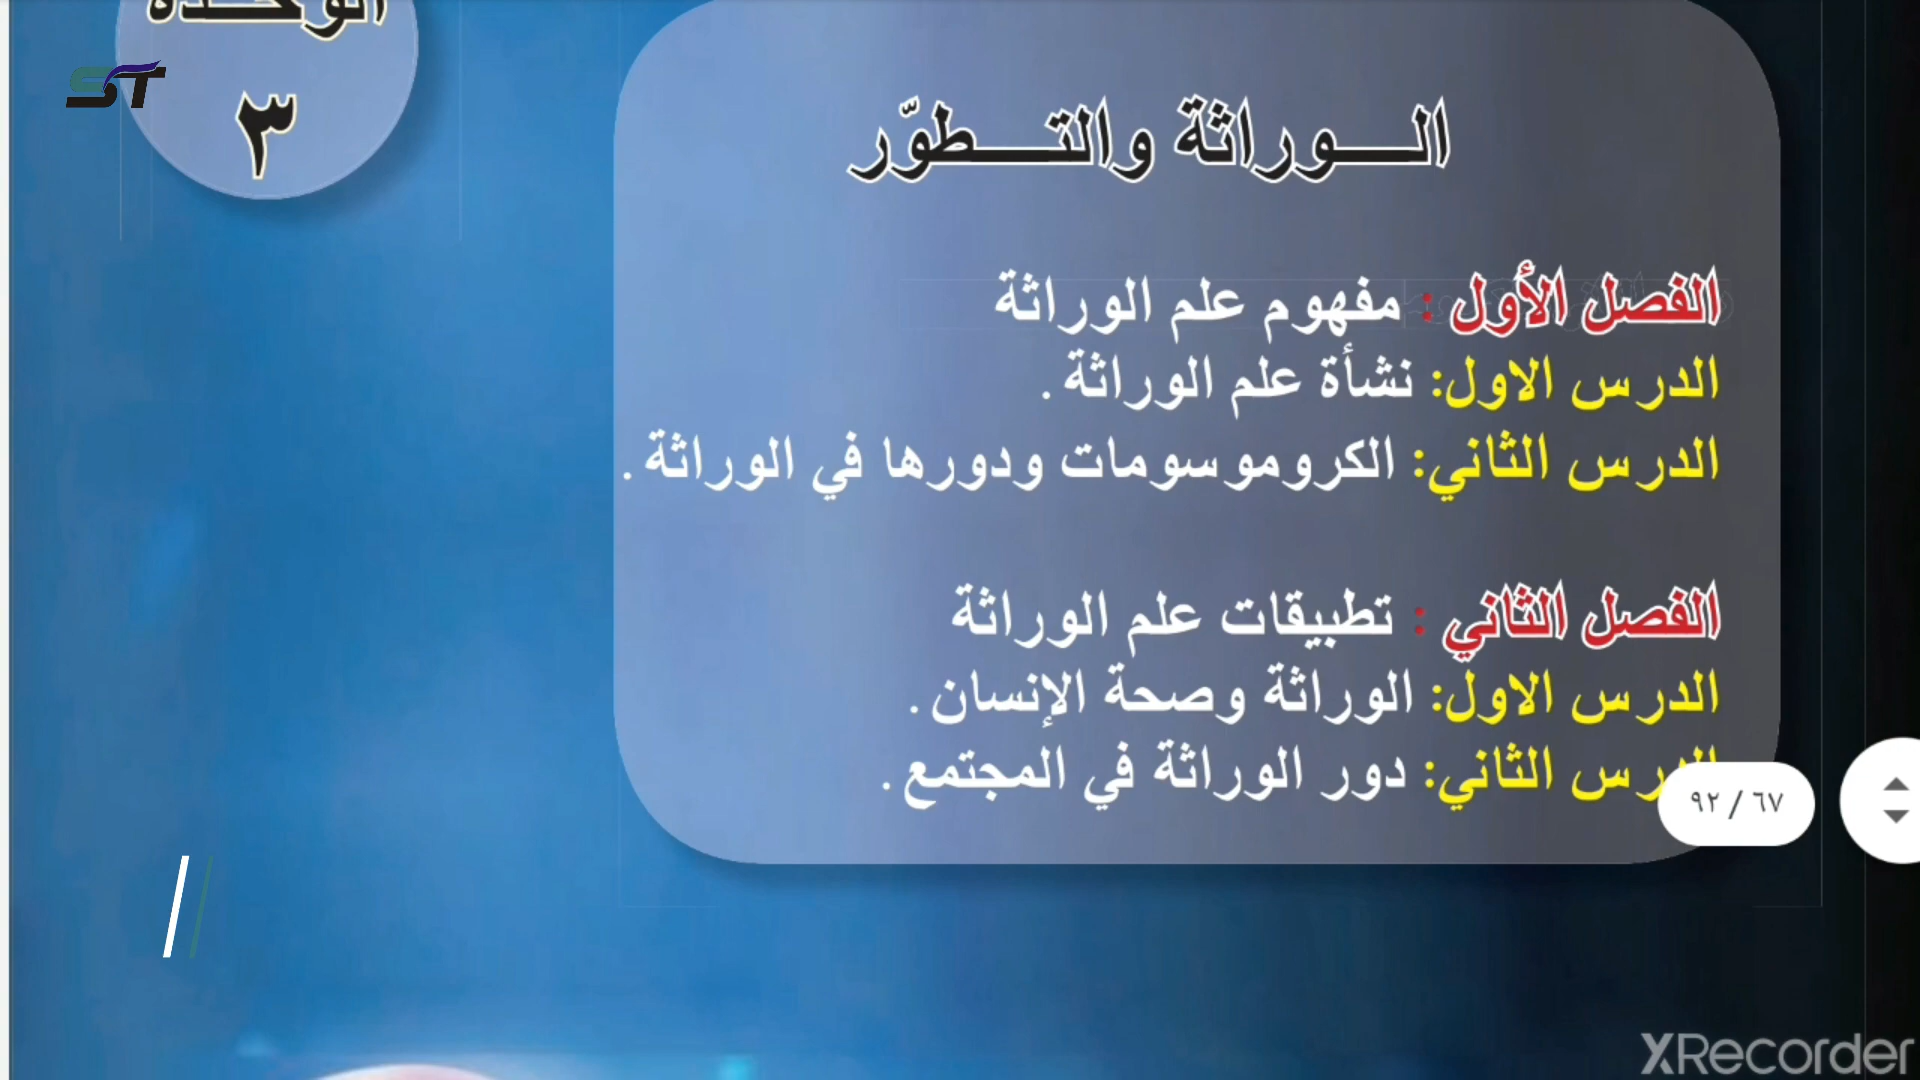 الوحدة
٣
ST
الـــوراثة والتـــطوّر
الفصل الأول : مفهوم علم الوراثة
الدرس الاول: نشأة علم الوراثة .
الدرس الثاني: الكروموسومات ودورها في الوراثة .
الفصل الثاني : تطبيقات علم الوراثة
الدرس الاول: الوراثة وصحة الإنسان .
الدرس الثاني: دور الوراثة في المجتمع .
٦٧ / ٩٢
XRecorder